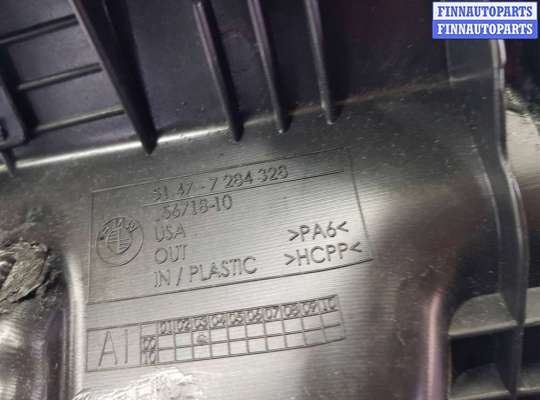 FINNAUTOPARTS
FINNAUTOPARTS
51.47 - 7 284 328
156718-10
USA >PA6<
OUT >HCPP<
IN / PLASTIC
A1 01 02 03 04 05 06 07 08 09 10